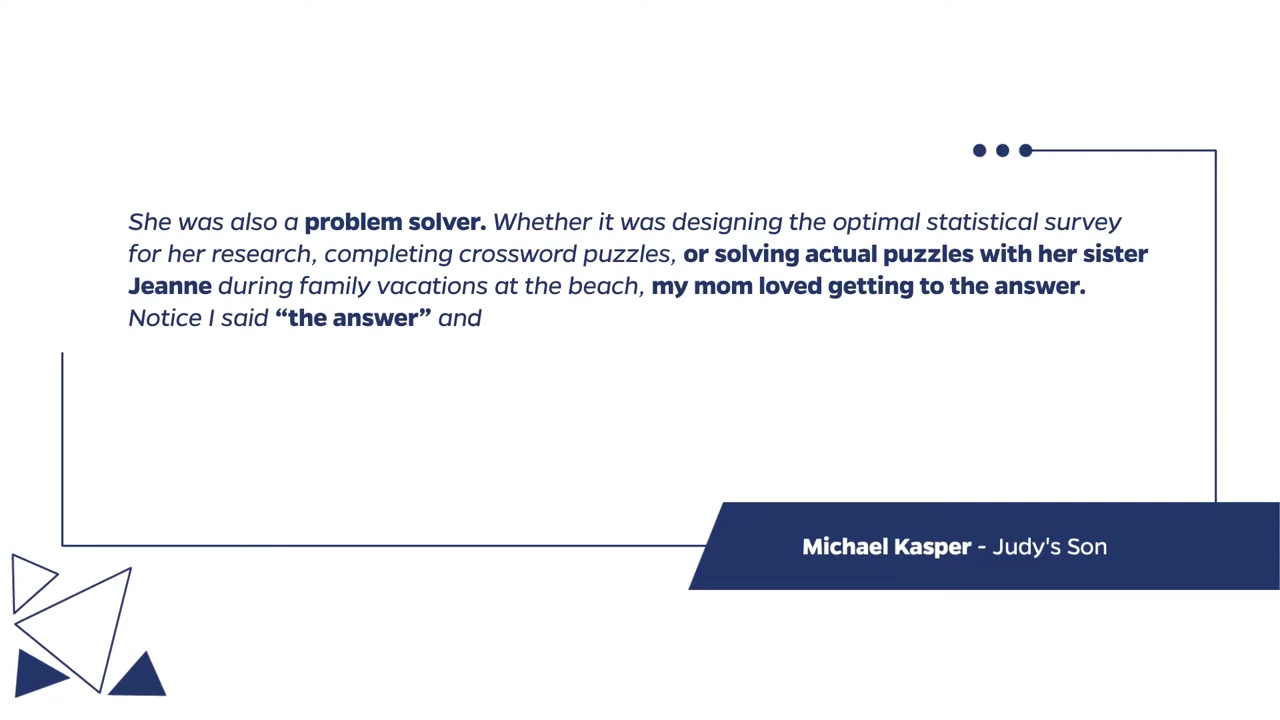 She was also a problem solver. Whether it was designing the optimal statistical survey
for her research, completing crossword puzzles, or solving actual puzzles with her sister
Jeanne during family vacations at the beach, my mom loved getting to the answer.
Notice I said “the answer” and
Michael Kasper - Judy's Son